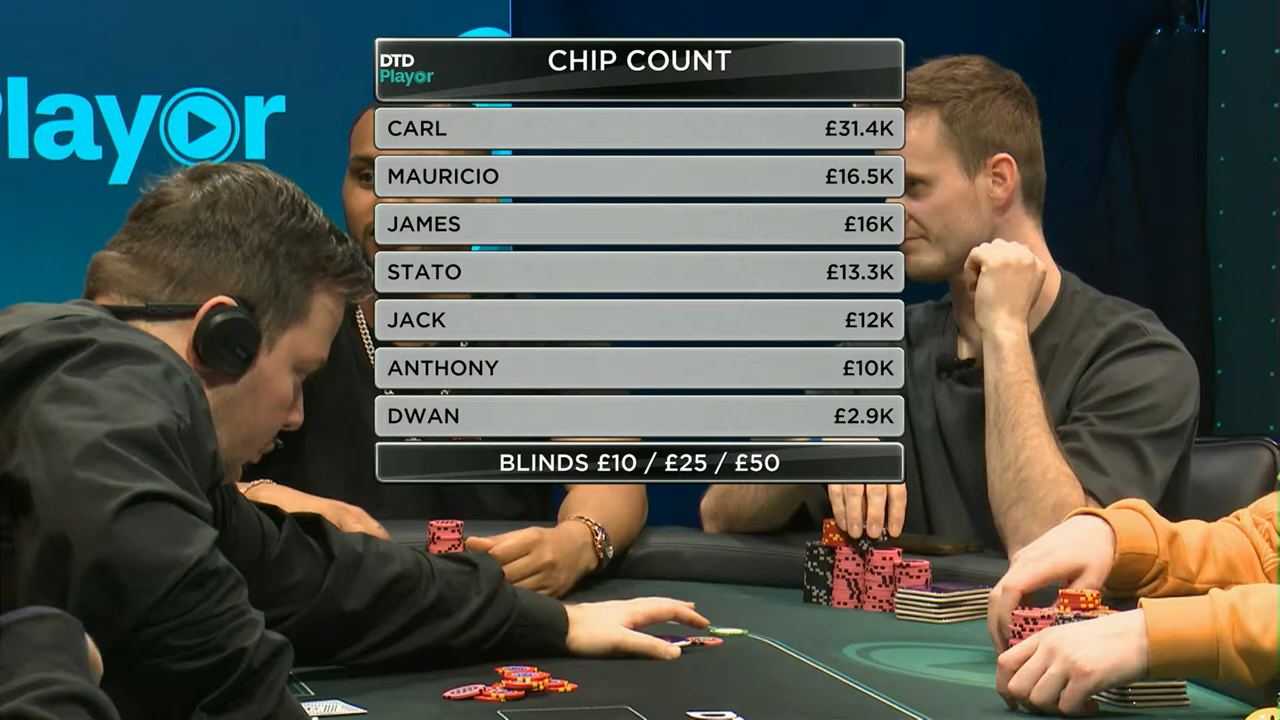 Playor
DTD
Playor
CHIP COUNT
CARL £31.4K
MAURICIO £16.5K
JAMES £16K
STATO £13.3K
JACK £12K
ANTHONY £10K
DWAN £2.9K
BLINDS £10 / £25 / £50